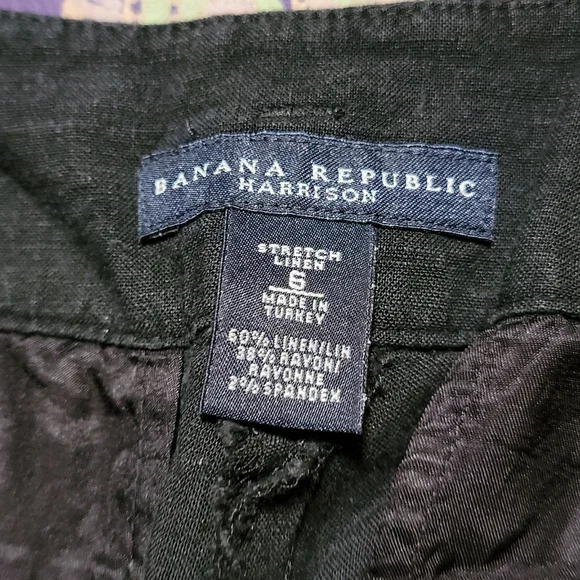 BANANA REPUBLIC
HARRISON
STRETCH
LINEN
6
MADE IN
TURKEY
60% LINEN/LIN
38% RAYON/
RAYONNE
2% SPANDEX